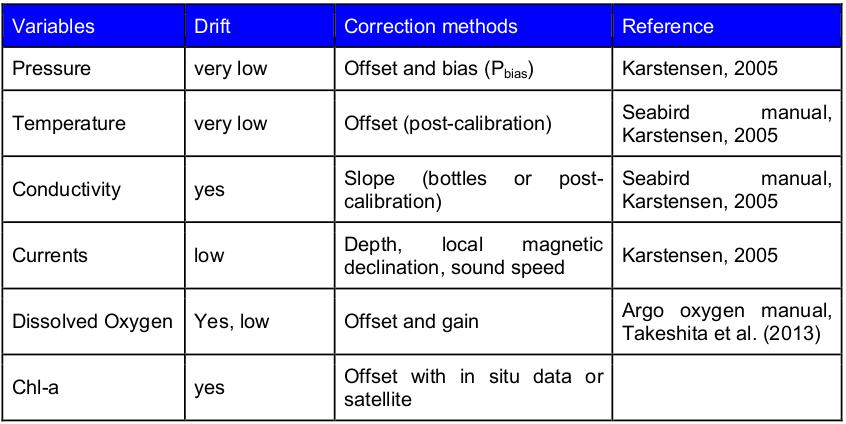 Variables Drift Correction methods Reference
Pressure very low Offset and bias (Pbias) Karstensen, 2005
Temperature very low Offset (post-calibration) Seabird manual,
Karstensen, 2005
Conductivity yes Slope (bottles or post-
calibration) Seabird manual,
Karstensen, 2005
Currents low Depth, local magnetic
declination, sound speed Karstensen, 2005
Dissolved Oxygen Yes, low Offset and gain Argo oxygen manual,
Takeshita et al. (2013)
Chl-a yes Offset with in situ data or
satellite